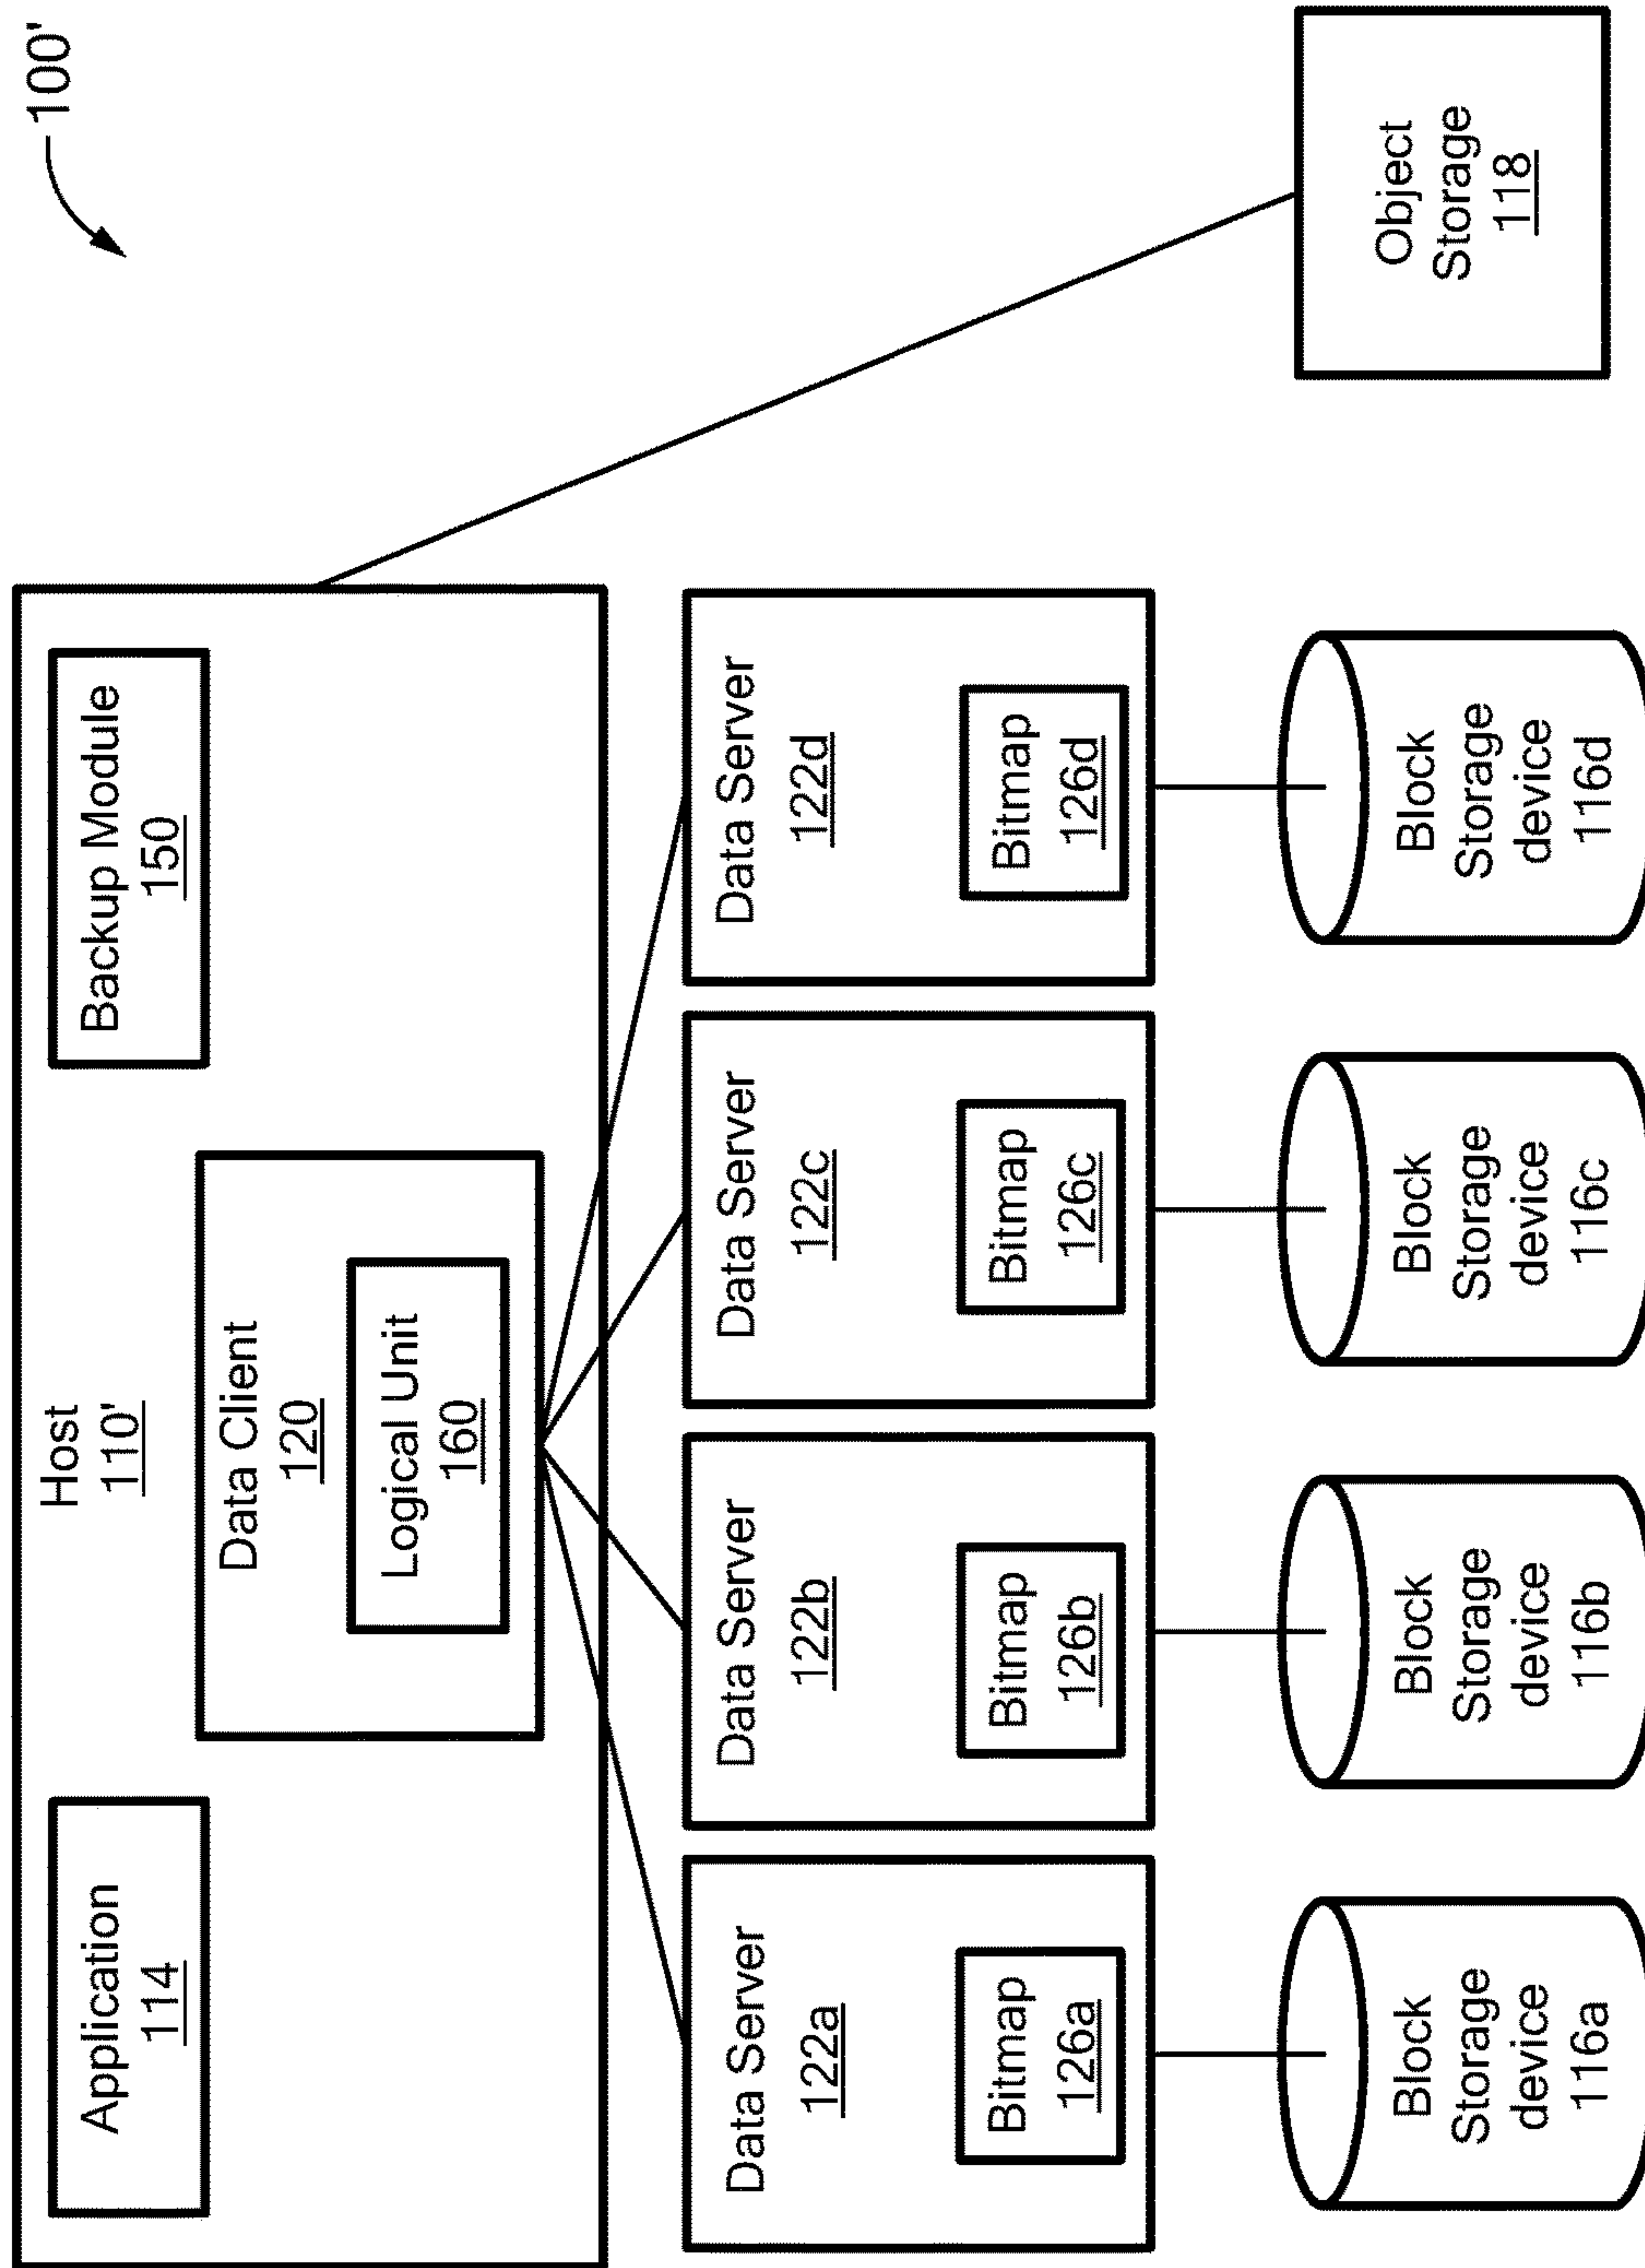 100'
Host
110'
Application
114
Backup Module
150
Data Client
120
Logical Unit
160
Data Server
122a
Bitmap
126a
Data Server
122b
Bitmap
126b
Data Server
122c
Bitmap
126c
Data Server
122d
Bitmap
126d
Block
Storage
device
116a
Block
Storage
device
116b
Block
Storage
device
116c
Block
Storage
device
116d
Object
Storage
118